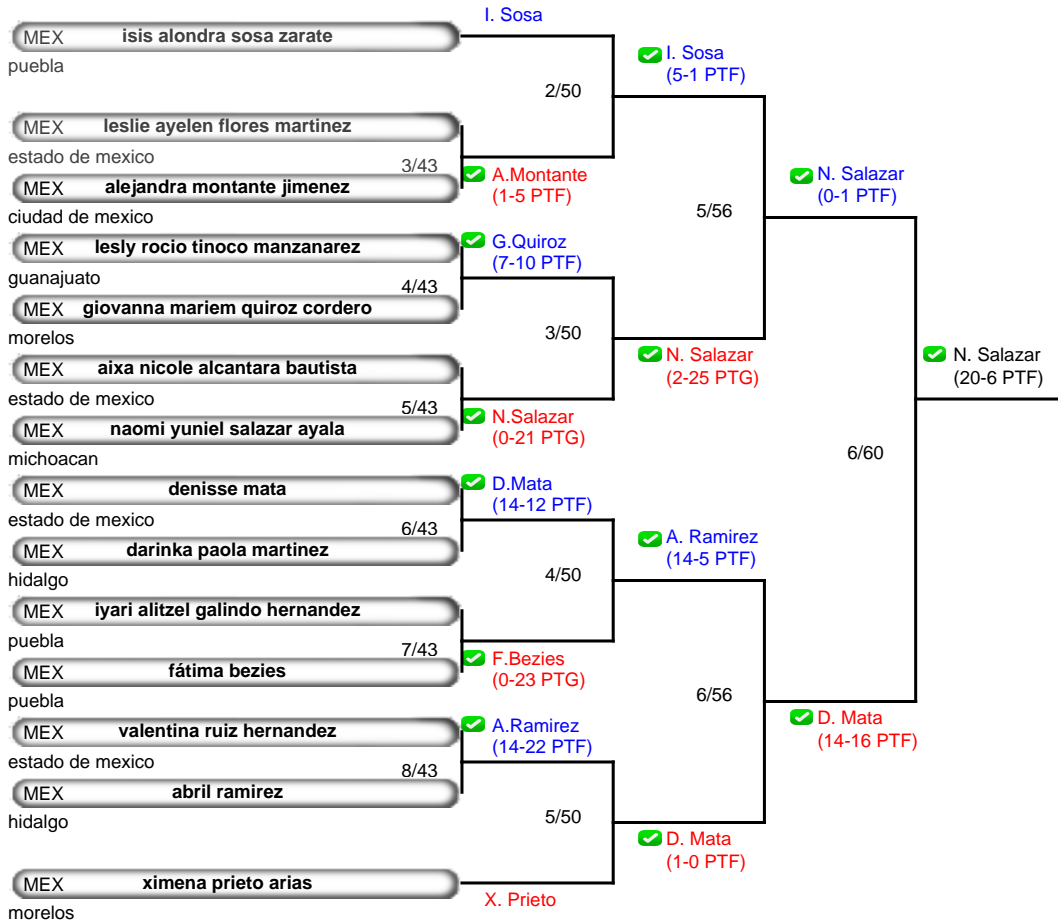 I. Sosa
MEX isis alondra sosa zarate
puebla
I. Sosa
(5-1 PTF)
2/50
MEX leslie ayelen flores martinez
estado de mexico
3/43
MEX alejandra montante jimenez
ciudad de mexico
A.Montante
(1-5 PTF)
N. Salazar
(0-1 PTF)
5/56
MEX lesly rocio tinoco manzanarez
guanajuato
G.Quiroz
(7-10 PTF)
4/43
MEX giovanna mariem quiroz cordero
morelos
3/50
MEX aixa nicole alcantara bautista
estado de mexico
N. Salazar
(2-25 PTG)
N. Salazar
(20-6 PTF)
5/43
MEX naomi yuniel salazar ayala
michoacan
N.Salazar
(0-21 PTG)
6/60
MEX denisse mata
estado de mexico
D.Mata
(14-12 PTF)
6/43
MEX darinka paola martinez
hidalgo
A. Ramirez
(14-5 PTF)
4/50
MEX iyari alitzel galindo hernandez
puebla
7/43
MEX fátima bezies
puebla
F.Bezies
(0-23 PTG)
6/56
MEX valentina ruiz hernandez
estado de mexico
A.Ramirez
(14-22 PTF)
D. Mata
(14-16 PTF)
8/43
MEX abril ramirez
hidalgo
5/50
D. Mata
(1-0 PTF)
MEX ximena prieto arias
morelos
X. Prieto